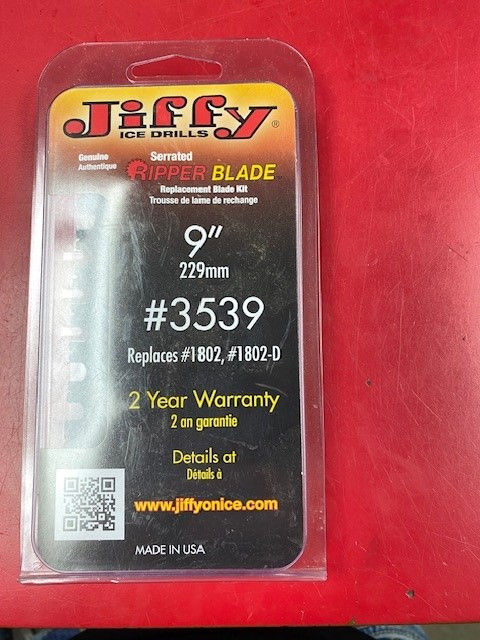 Jiffy®
ICE DRILLS
Genuine
Authentique
Serrated
RIPPER BLADE
Replacement Blade Kit
Trousse de lame de rechange
9"
229mm
#3539
Replaces #1802, #1802-D
2 Year Warranty
2 an garantie
Details at
Détails à
www.jiffyonice.com
MADE IN USA